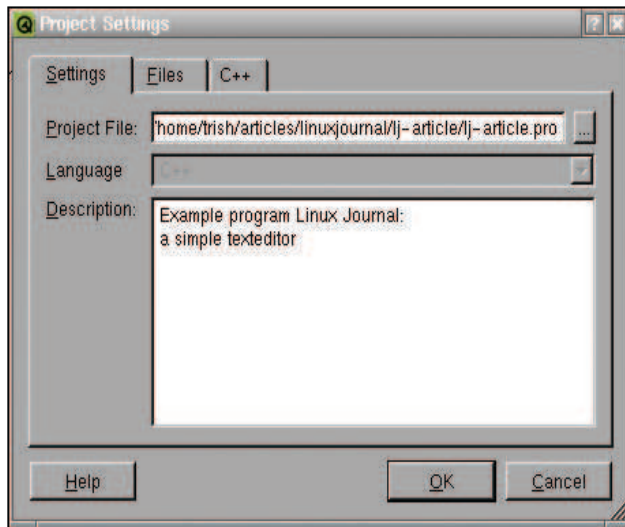 Project Settings
Settings Files C++
Project File: /home/trish/articles/linuxjournal/lj-article/lj-article.pro ...
Language C++
Description: Example program Linux Journal:
a simple texteditor
Help OK Cancel